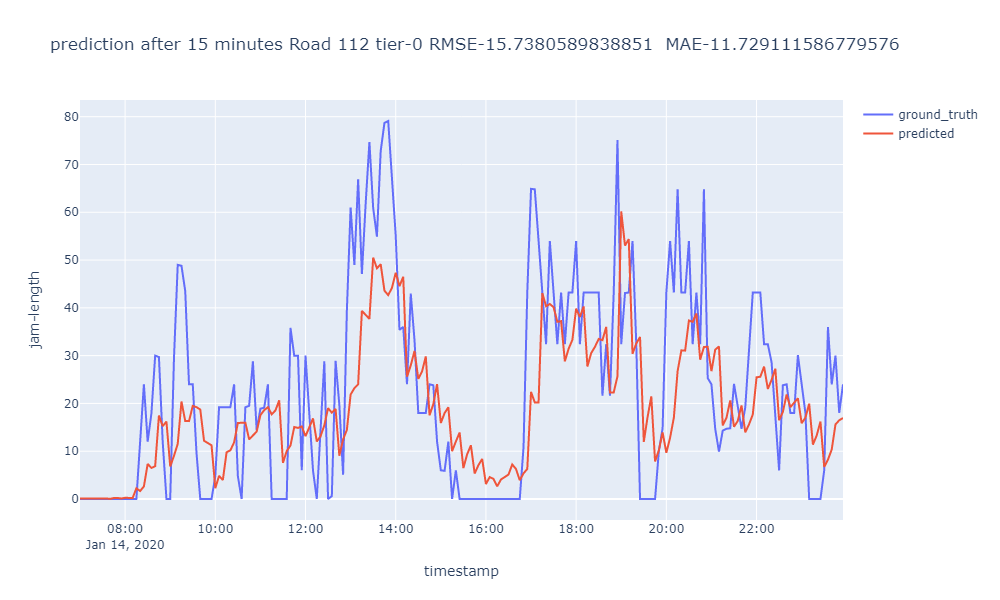 prediction after 15 minutes Road 112 tier-0 RMSE-15.7380589838851  MAE-11.729111586779576
ground_truth
predicted
80
70
60
50
40
30
20
10
0
jam-length
08:00 10:00 12:00 14:00 16:00 18:00 20:00 22:00
Jan 14, 2020
timestamp